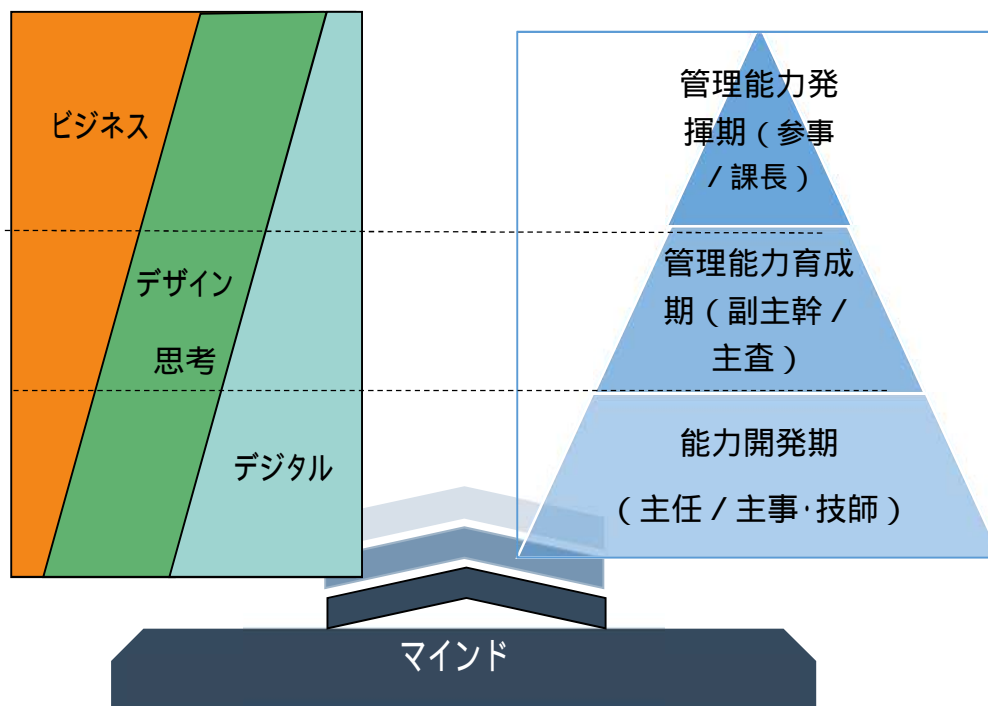 ビジネス
デザイン
思考
デジタル
管理能力発
揮期(参事
/課長)
管理能力育成
期(副主幹/
主査)
能力開発期
(主任/主事・技師)
マインド